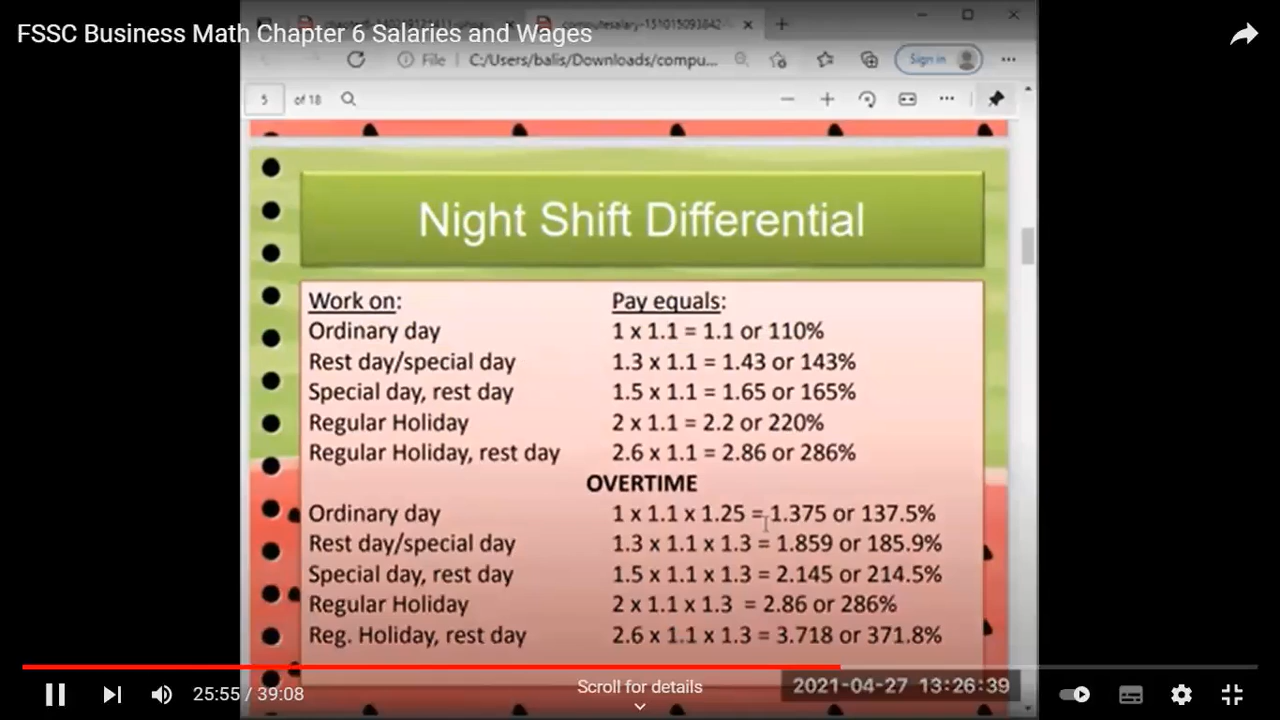 FSSC Business Math Chapter 6 Salaries and Wages
computesalary-151015093842-
File C:/Users/balis/Downloads/compu... Sign in
5 of 18
Night Shift Differential
Work on: Pay equals:
Ordinary day 1 x 1.1 = 1.1 or 110%
Rest day/special day 1.3 x 1.1 = 1.43 or 143%
Special day, rest day 1.5 x 1.1 = 1.65 or 165%
Regular Holiday 2 x 1.1 = 2.2 or 220%
Regular Holiday, rest day 2.6 x 1.1 = 2.86 or 286%
OVERTIME
Ordinary day 1 x 1.1 x 1.25 = 1.375 or 137.5%
Rest day/special day 1.3 x 1.1 x 1.3 = 1.859 or 185.9%
Special day, rest day 1.5 x 1.1 x 1.3 = 2.145 or 214.5%
Regular Holiday 2 x 1.1 x 1.3 = 2.86 or 286%
Reg. Holiday, rest day 2.6 x 1.1 x 1.3 = 3.718 or 371.8%
25:55 / 39:08 Scroll for details 2021-04-27 13:26:39